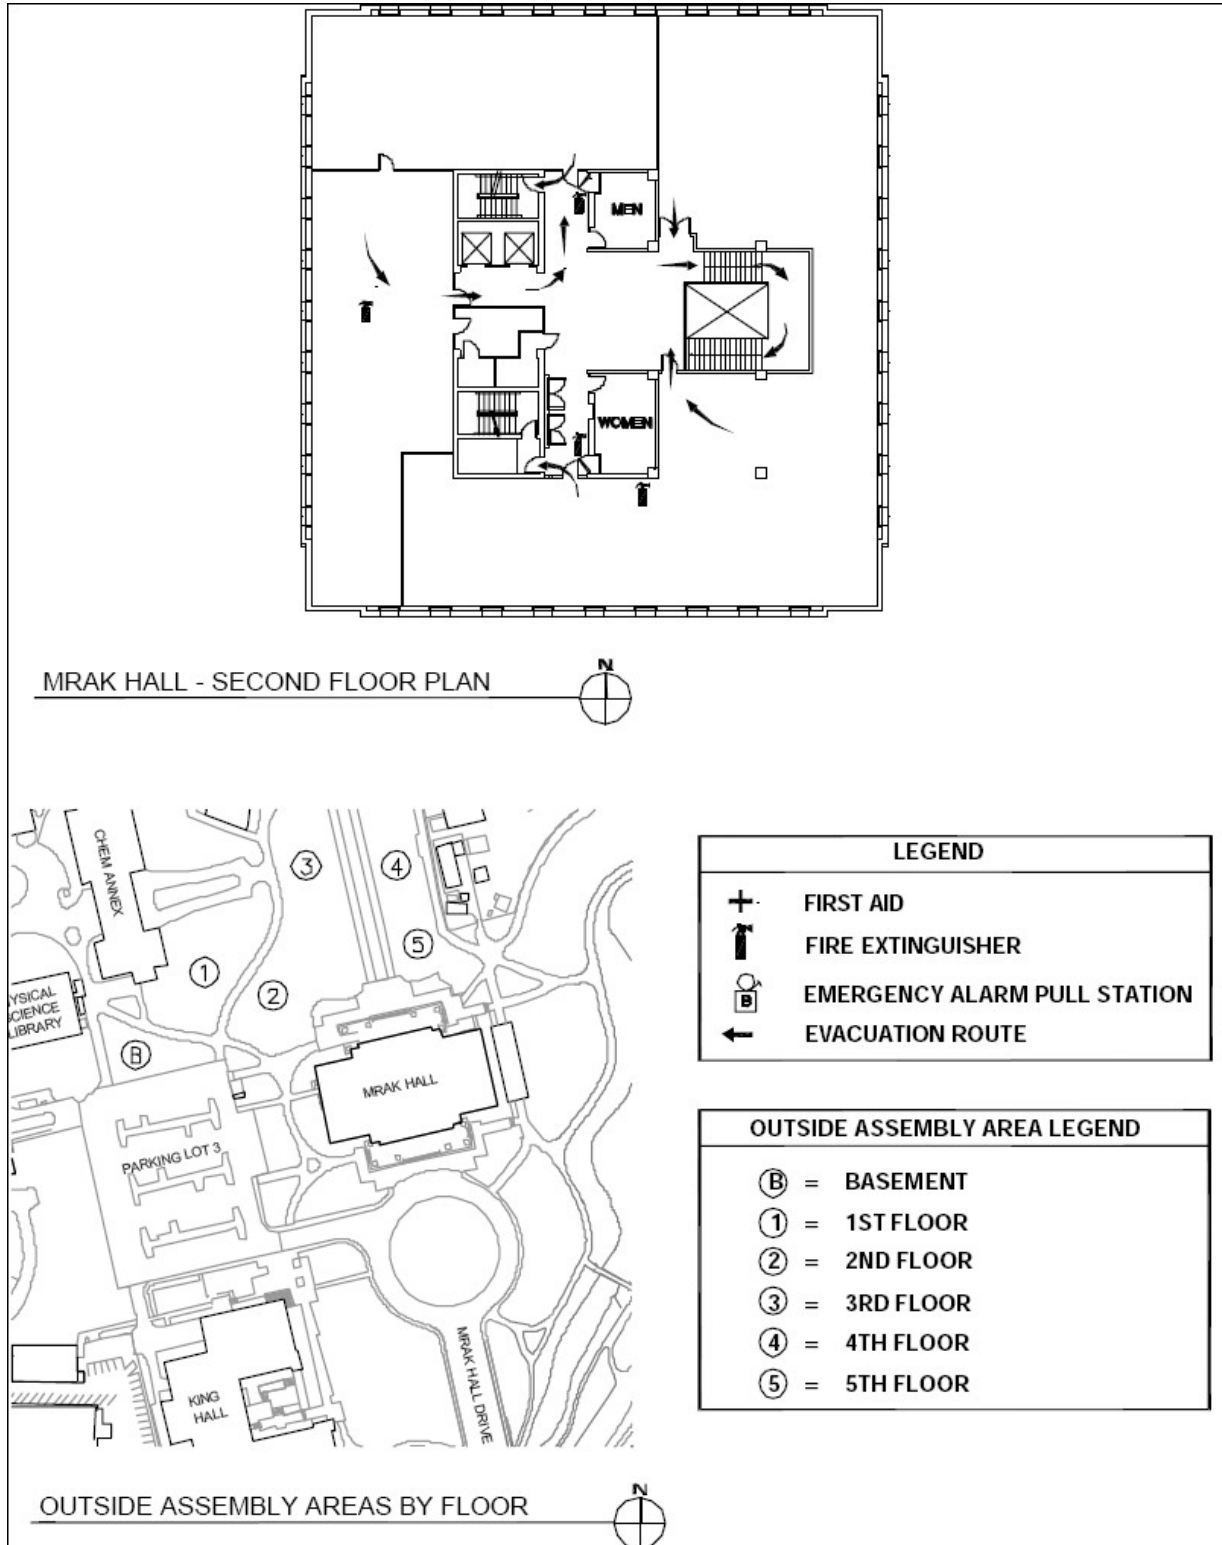 MEN
WOMEN
N
MRAK HALL - SECOND FLOOR PLAN
CHEM ANNEX
3
4
5
1
2
YSICAL
SCIENCE
LIBRARY
B
MRAK HALL
PARKING LOT 3
KING
HALL
MRAK HALL DRIVE
LEGEND
FIRST AID
FIRE EXTINGUISHER
B EMERGENCY ALARM PULL STATION
EVACUATION ROUTE
OUTSIDE ASSEMBLY AREA LEGEND
B = BASEMENT
1 = 1ST FLOOR
2 = 2ND FLOOR
3 = 3RD FLOOR
4 = 4TH FLOOR
5 = 5TH FLOOR
N
OUTSIDE ASSEMBLY AREAS BY FLOOR